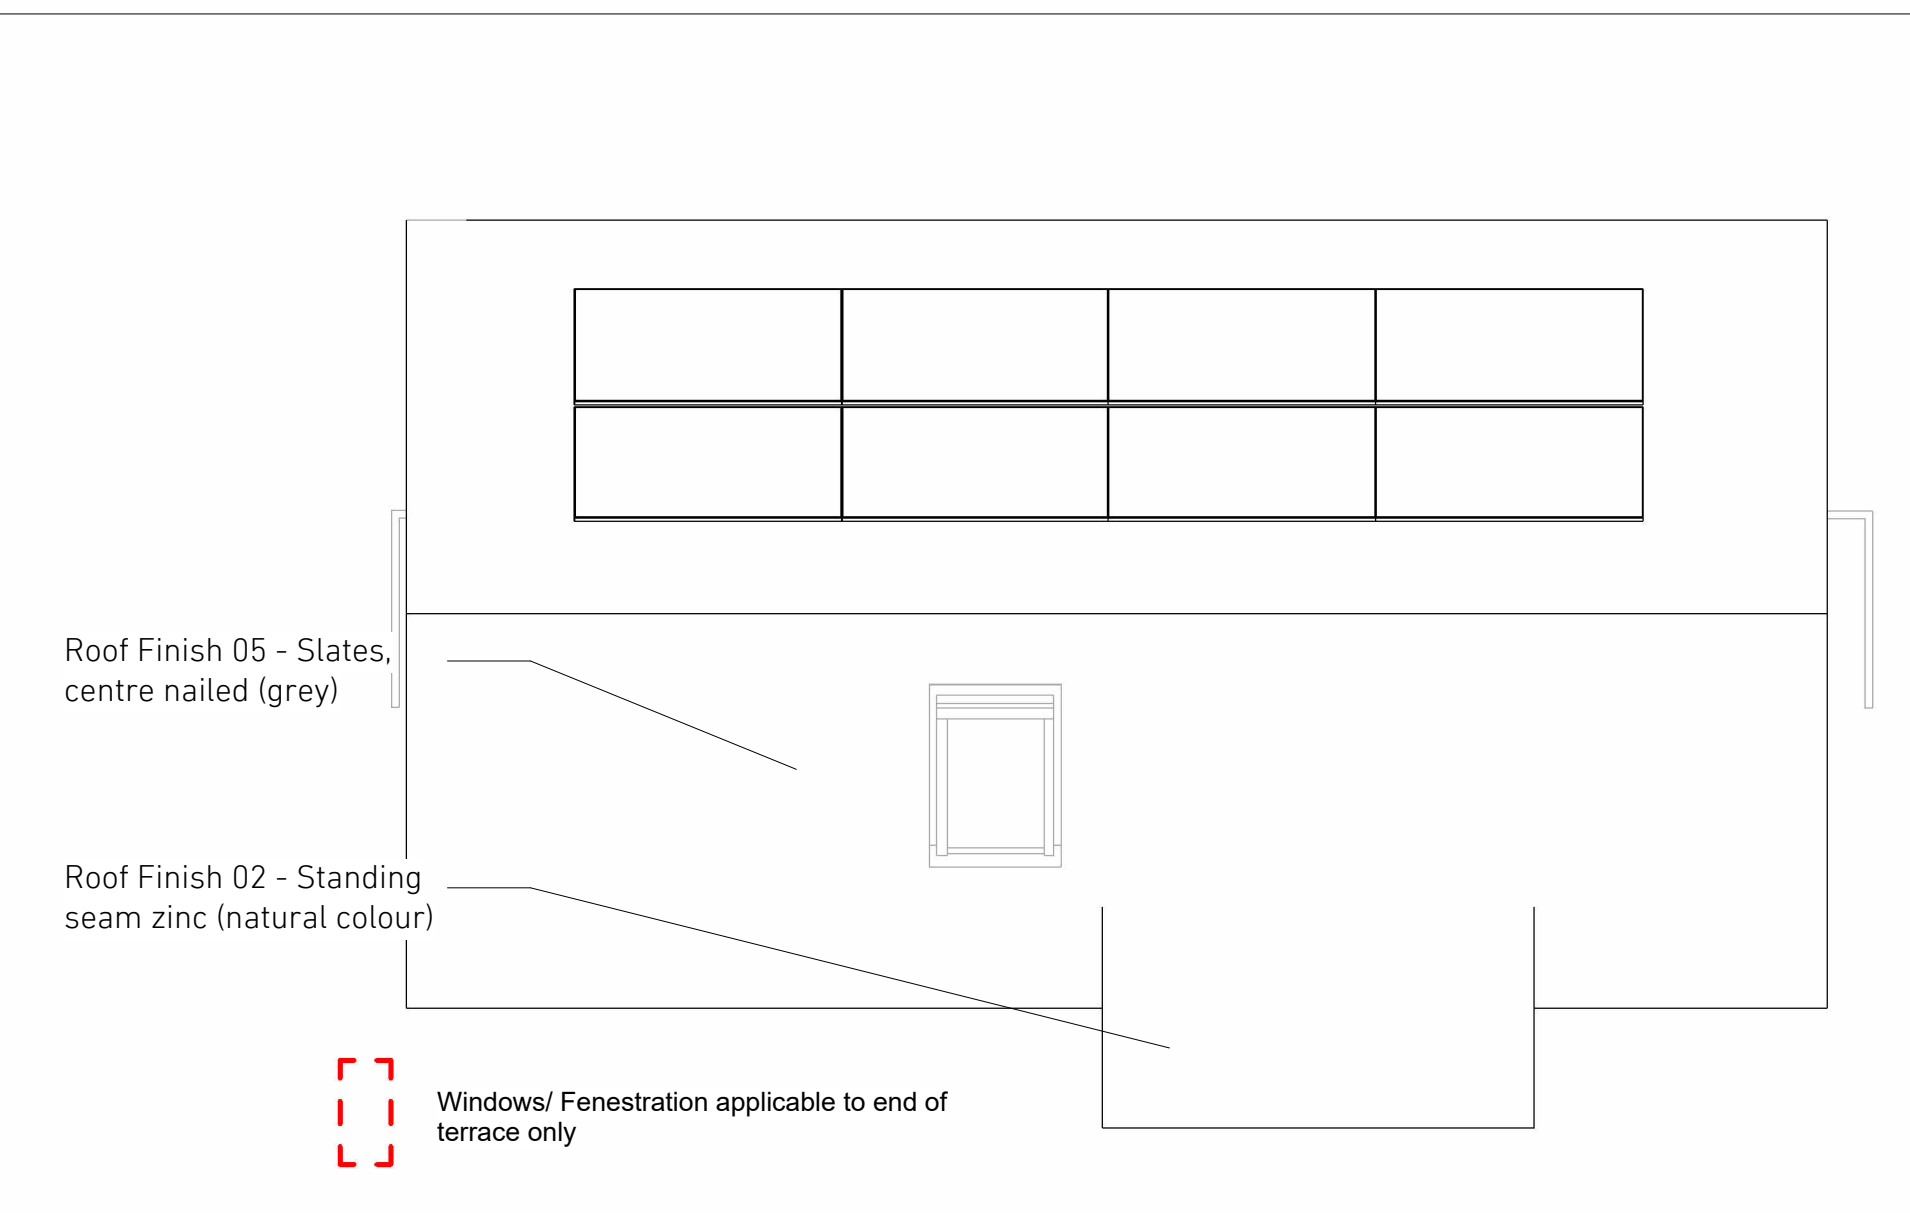 Roof Finish 05 - Slates,
centre nailed (grey)
Roof Finish 02 - Standing
seam zinc (natural colour)
Windows/ Fenestration applicable to end of
terrace only